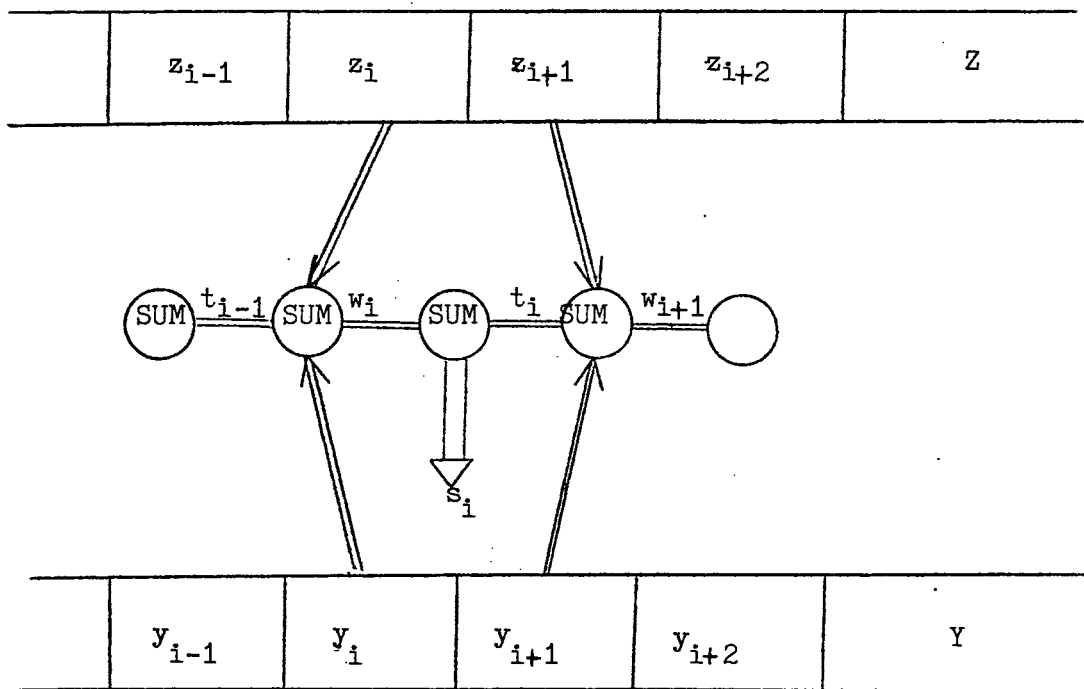 z_{i-1} z_i z_{i+1} z_{i+2} Z
SUM t_{i-1} SUM w_i SUM t_i SUM w_{i+1}
s_i
y_{i-1} y_i y_{i+1} y_{i+2} Y